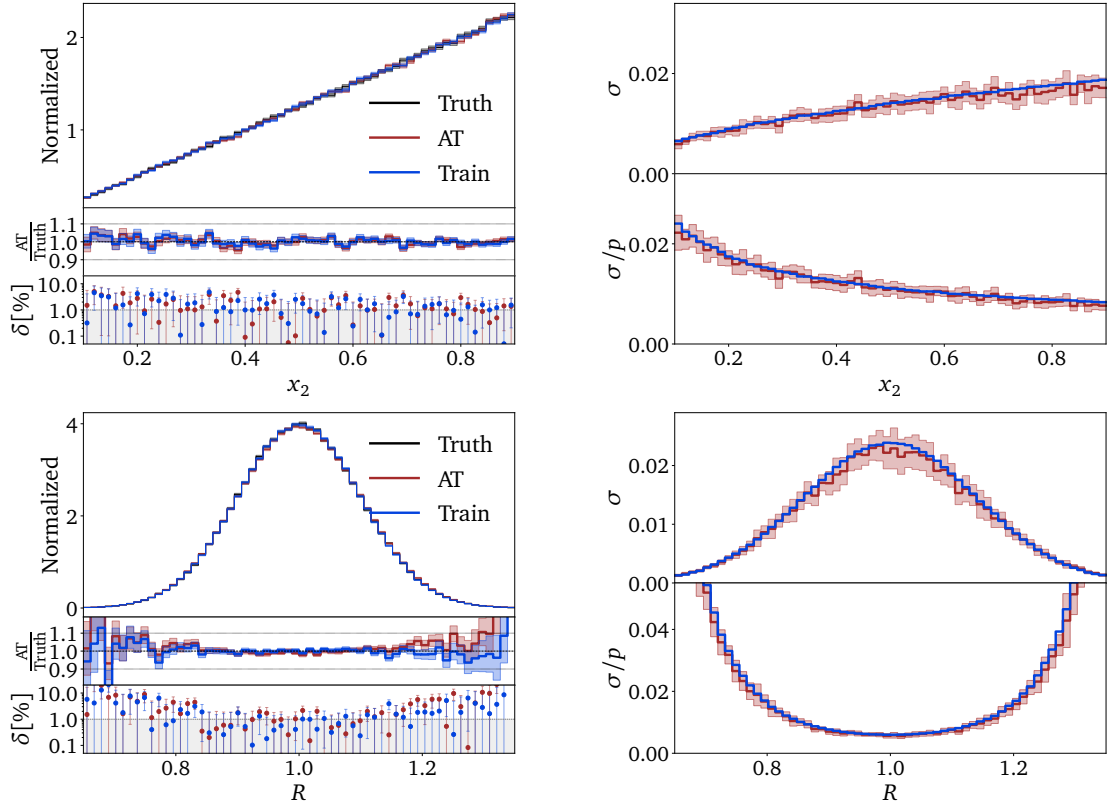 Normalized
2
1
Truth
AT
Train
AT
Truth
1.1
1.0
0.9
δ[%]
10.0
1.0
0.1
0.2
0.4
0.6
0.8
x₂
σ
0.02
0.00
σ/p
0.02
0.00
0.2
0.4
0.6
0.8
x₂
Normalized
4
2
0
Truth
AT
Train
AT
Truth
1.1
1.0
0.9
δ[%]
10.0
1.0
0.1
0.8
1.0
1.2
R
σ
0.02
0.01
0.00
σ/p
0.04
0.02
0.00
0.8
1.0
1.2
R